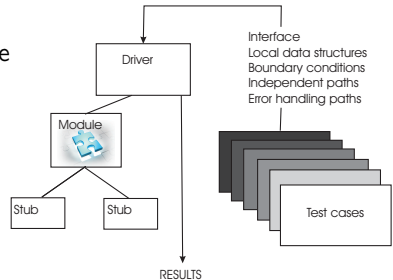 e
Driver
Interface
Local data structures
Boundary conditions
Independent paths
Error handling paths
Module
Stub
Stub
Test cases
RESULTS